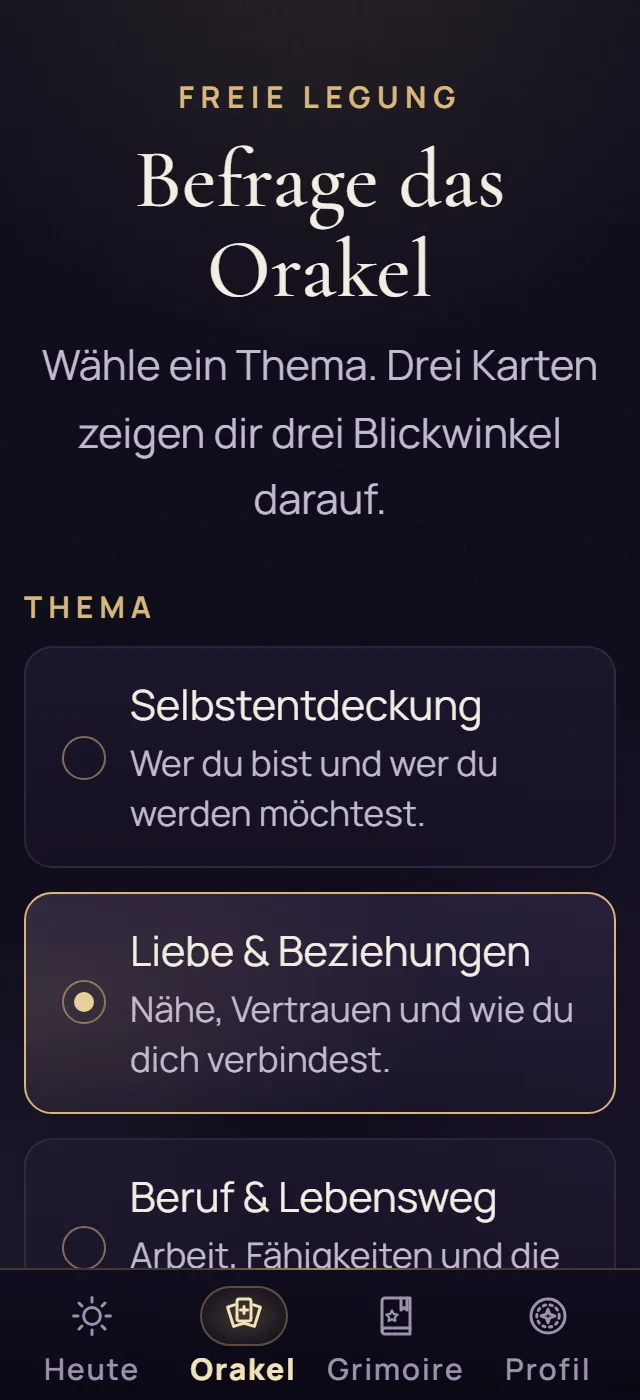 FREIE LEGUNG
Befrage das
Orakel
Wähle ein Thema. Drei Karten
zeigen dir drei Blickwinkel
darauf.
THEMA
Selbstentdeckung
Wer du bist und wer du
werden möchtest.
Liebe & Beziehungen
Nähe, Vertrauen und wie du
dich verbindest.
Beruf & Lebensweg
Arbeit, Fähigkeiten und die
Heute
Orakel
Grimoire
Profil